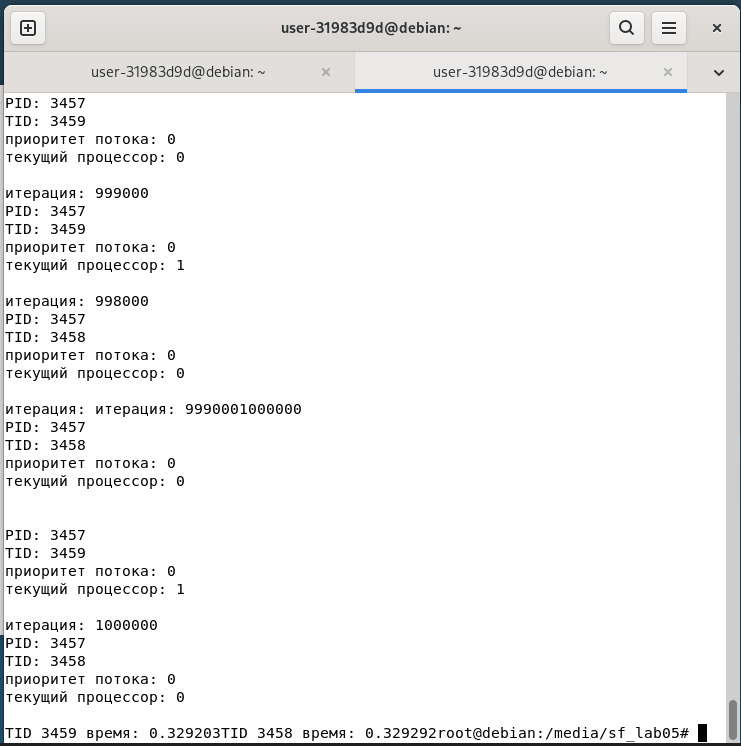 user-31983d9d@debian: ~
user-31983d9d@debian: ~
user-31983d9d@debian: ~
PID: 3457
TID: 3459
приоритет потока: 0
текущий процессор: 0
итерация: 999000
PID: 3457
TID: 3459
приоритет потока: 0
текущий процессор: 1
итерация: 998000
PID: 3457
TID: 3458
приоритет потока: 0
текущий процессор: 0
итерация: итерация: 9990001000000
PID: 3457
TID: 3458
приоритет потока: 0
текущий процессор: 0
PID: 3457
TID: 3459
приоритет потока: 0
текущий процессор: 1
итерация: 1000000
PID: 3457
TID: 3458
приоритет потока: 0
текущий процессор: 0
TID 3459 время: 0.329203TID 3458 время: 0.329292root@debian:/media/sf_lab05#